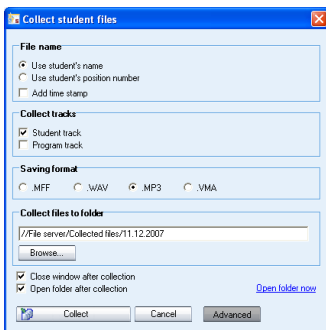 Collect student files
File name
Use student's name
Use student's position number
Add time stamp
Collect tracks
Student track
Program track
Saving format
.MFF .WAV .MP3 .VMA
Collect files to folder
//File server/Collected files/11.12.2007
Browse...
Close window after collection
Open folder after collection Open folder now
Collect Cancel Advanced